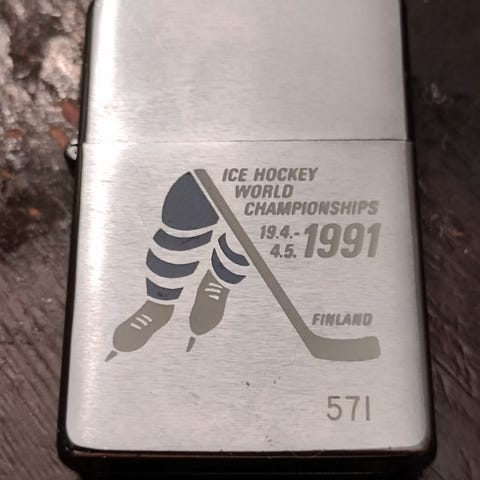 ICE HOCKEY
WORLD
CHAMPIONSHIPS
19.4.-
4.5. 1991
FINLAND
571